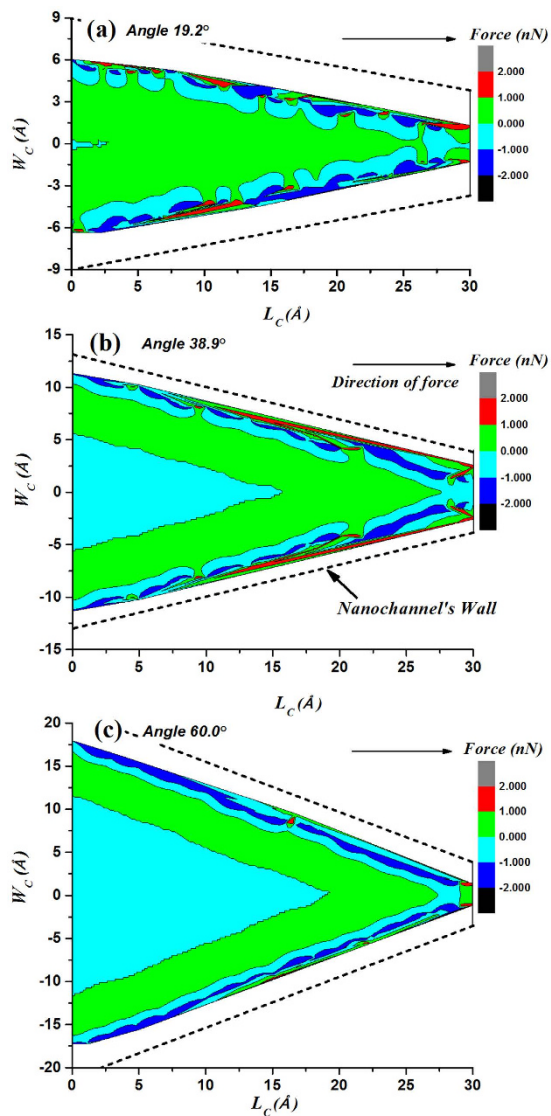 (a) Angle 19.2° Force (nN)
9
6
3
0
-3
-6
-9
W_C (Å)
2.000
1.000
0.000
-1.000
-2.000
0 5 10 15 20 25 30
L_C (Å)
(b) Angle 38.9° Force (nN)
Direction of force
15
10
5
0
-5
-10
-15
W_C (Å)
2.000
1.000
0.000
-1.000
-2.000
Nanochannel's Wall
0 5 10 15 20 25 30
L_C (Å)
(c) Angle 60.0° Force (nN)
20
15
10
5
0
-5
-10
-15
-20
W_C (Å)
2.000
1.000
0.000
-1.000
-2.000
0 5 10 15 20 25 30
L_C (Å)